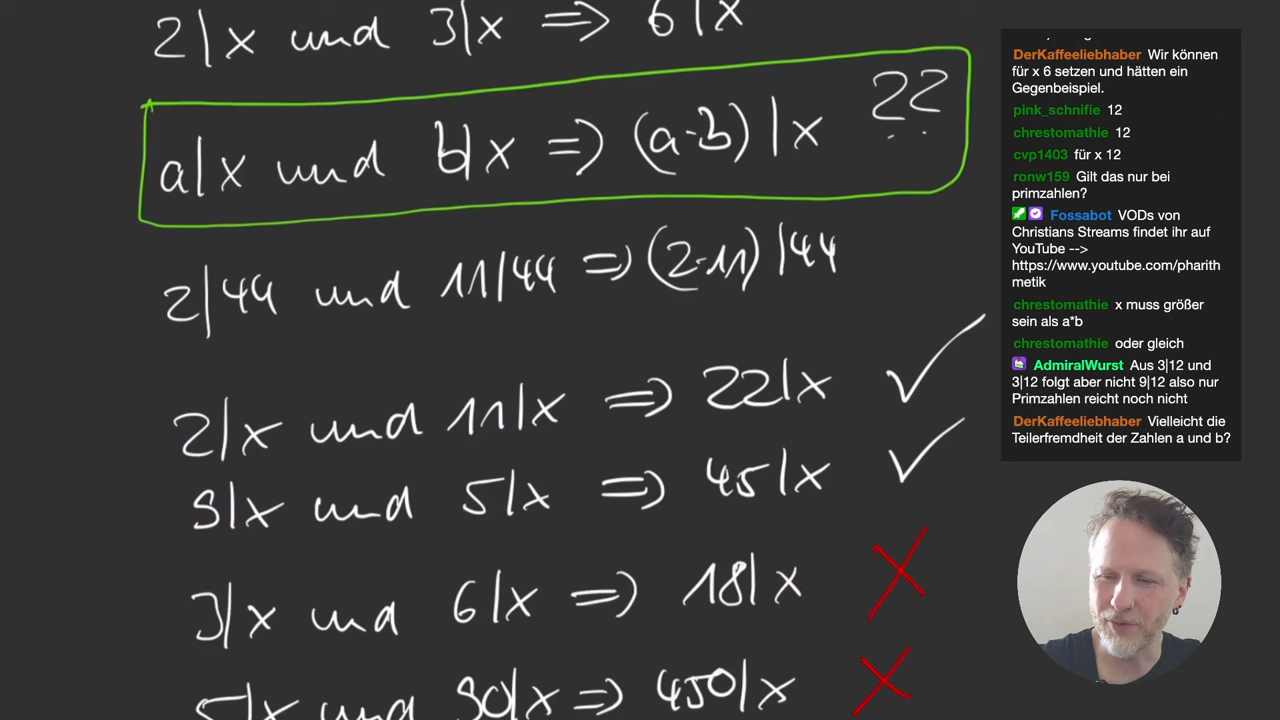 2|x und 3|x => 6|x
a|x und b|x => (a·b)|x ??
2|44 und 11|44 => (2·11)|44
2|x und 11|x => 22|x ✓
9|x und 5|x => 45|x ✓
3|x und 6|x => 18|x ✗
5|x und 90|x => 450|x ✗
DerKaffeeliebhaber Wir können
für x 6 setzen und hätten ein
Gegenbeispiel.
pink_schnifie 12
chrestomathie 12
cvp1403 für x 12
ronw159 Gilt das nur bei
primzahlen?
Fossabot VODs von
Christians Streams findet ihr auf
YouTube -->
https://www.youtube.com/pharith
metik
chrestomathie x muss größer
sein als a*b
chrestomathie oder gleich
AdmiralWurst Aus 3|12 und
3|12 folgt aber nicht 9|12 also nur
Primzahlen reicht noch nicht
DerKaffeeliebhaber Vielleicht die
Teilerfremdheit der Zahlen a und b?